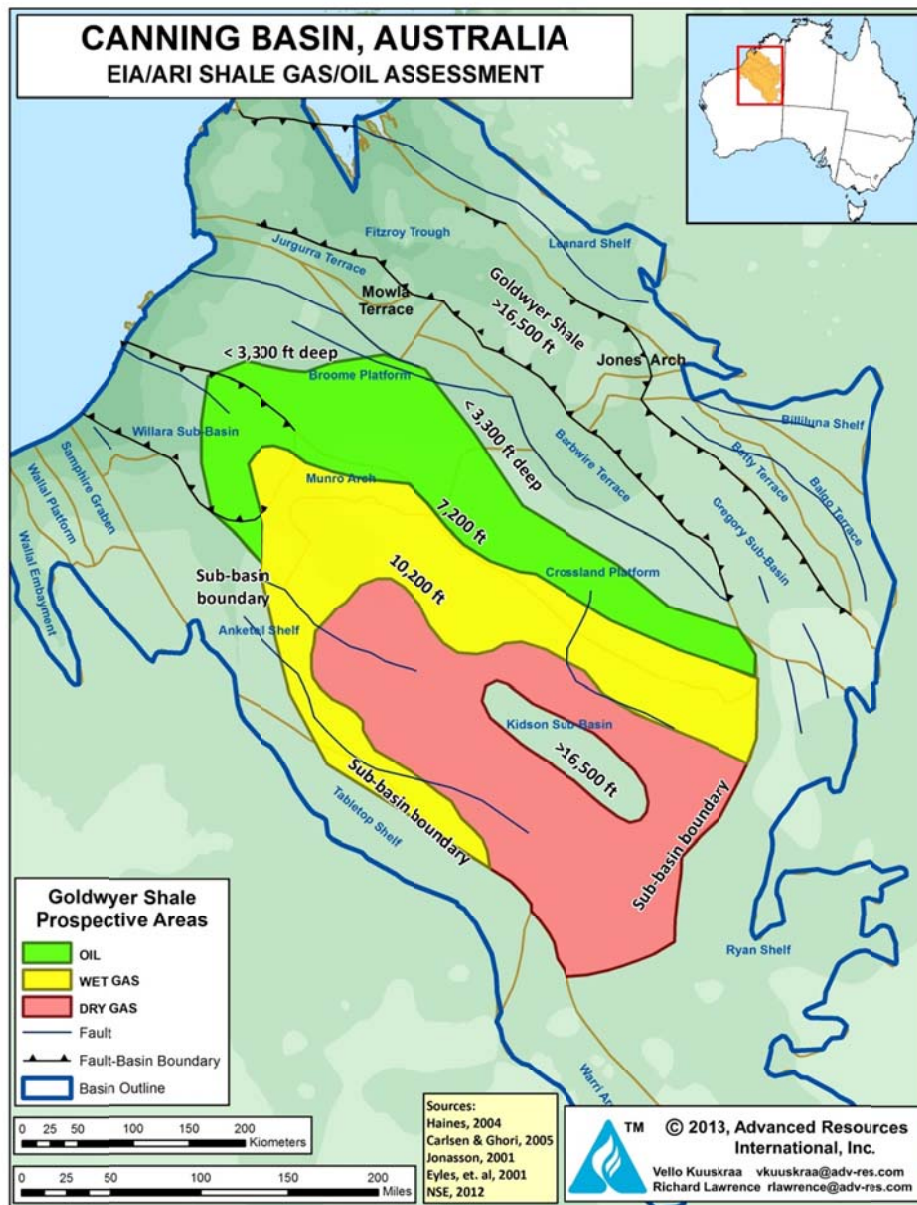 CANNING BASIN, AUSTRALIA
EIA/ARI SHALE GAS/OIL ASSESSMENT
Fitzroy Trough
Lennard Shelf
Jurgurra Terrace
Mowla
Terrace
Goldwyer Shale
>16,500 ft
Jones' Arch
< 3,300 ft deep
Broome Platform
< 3,300 ft deep
Billiluna Shelf
Willara Sub-Basin
Barbwire Terrace
Betty Terrace
Balgo Terrace
Samphire Graben
Wallal Platform
Wallal Embayment
Munro Arch
7,200 ft
Gregory Sub-Basin
10,200 ft
Crossland Platform
Sub-basin
boundary
Anketel Shelf
Kidson Sub-Basin
>16,500 ft
Sub-basin boundary
Tabletop Shelf
Sub-basin boundary
Ryan Shelf
Goldwyer Shale
Prospective Areas
OIL
WET GAS
DRY GAS
Fault
Fault-Basin Boundary
Basin Outline
0 25 50 100 150 200
Kiometers
0 25 50 100 150 200
Miles
Sources:
Haines, 2004
Carlsen & Ghori, 2005
Jonasson, 2001
Eyles, et. al, 2001
NSE, 2012
TM
© 2013, Advanced Resources
International, Inc.
Vello Kuuskraa vkuuskraa@adv-res.com
Richard Lawrence rlawrence@adv-res.com
Warri